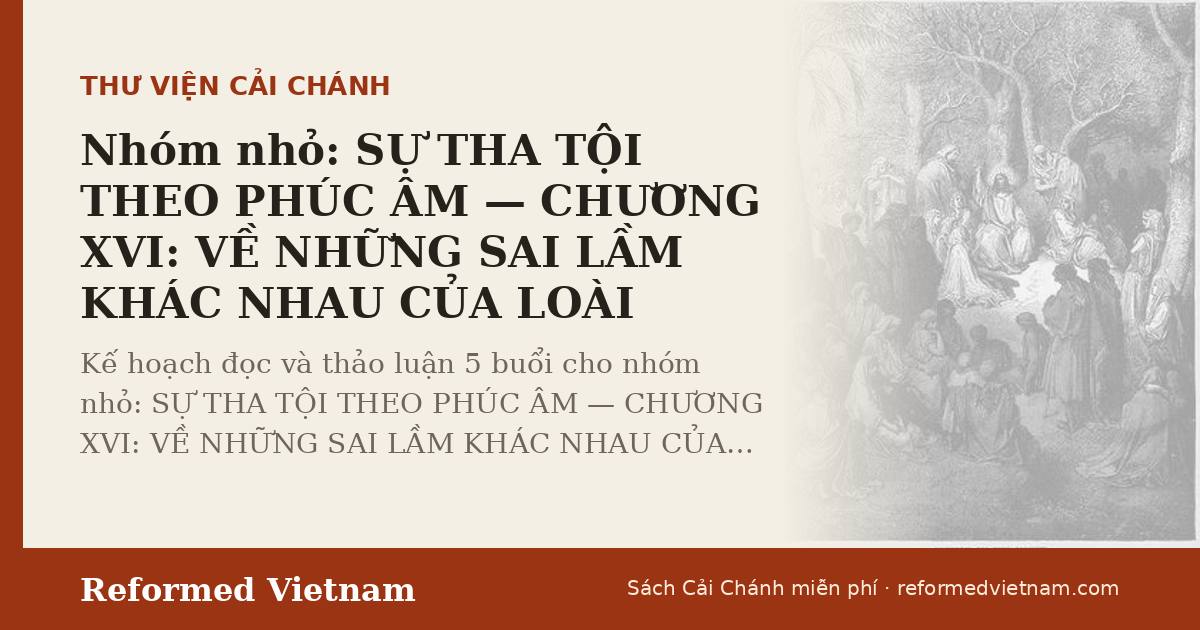 THƯ VIỆN CẢI CHÁNH
Nhóm nhỏ: SỰ THA TỘI
THEO PHÚC ÂM — CHƯƠNG
XVI: VỀ NHỮNG SAI LẦM
KHÁC NHAU CỦA LOÀI
Kế hoạch đọc và thảo luận 5 buổi cho nhóm
nhỏ: SỰ THA TỘI THEO PHÚC ÂM — CHƯƠNG
XVI: VỀ NHỮNG SAI LẦM KHÁC NHAU CỦA...
Reformed Vietnam
Sách Cải Chánh miễn phí · reformedvietnam.com